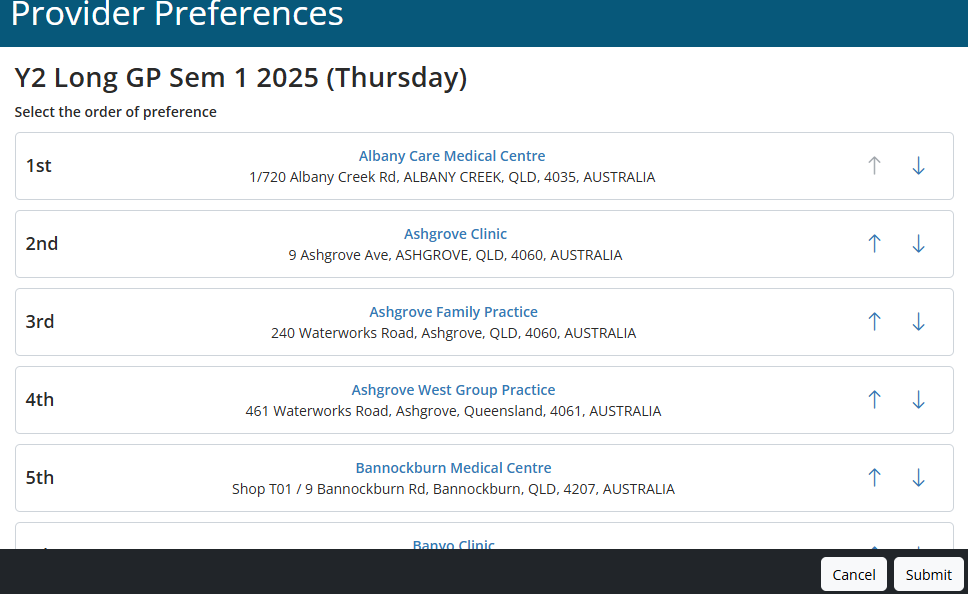 Provider Preferences
Y2 Long GP Sem 1 2025 (Thursday)
Select the order of preference
1st
Albany Care Medical Centre
1/720 Albany Creek Rd, ALBANY CREEK, QLD, 4035, AUSTRALIA
2nd
Ashgrove Clinic
9 Ashgrove Ave, ASHGROVE, QLD, 4060, AUSTRALIA
3rd
Ashgrove Family Practice
240 Waterworks Road, Ashgrove, QLD, 4060, AUSTRALIA
4th
Ashgrove West Group Practice
461 Waterworks Road, Ashgrove, Queensland, 4061, AUSTRALIA
5th
Bannockburn Medical Centre
Shop T01 / 9 Bannockburn Rd, Bannockburn, QLD, 4207, AUSTRALIA
Banyo Clinic
Cancel
Submit